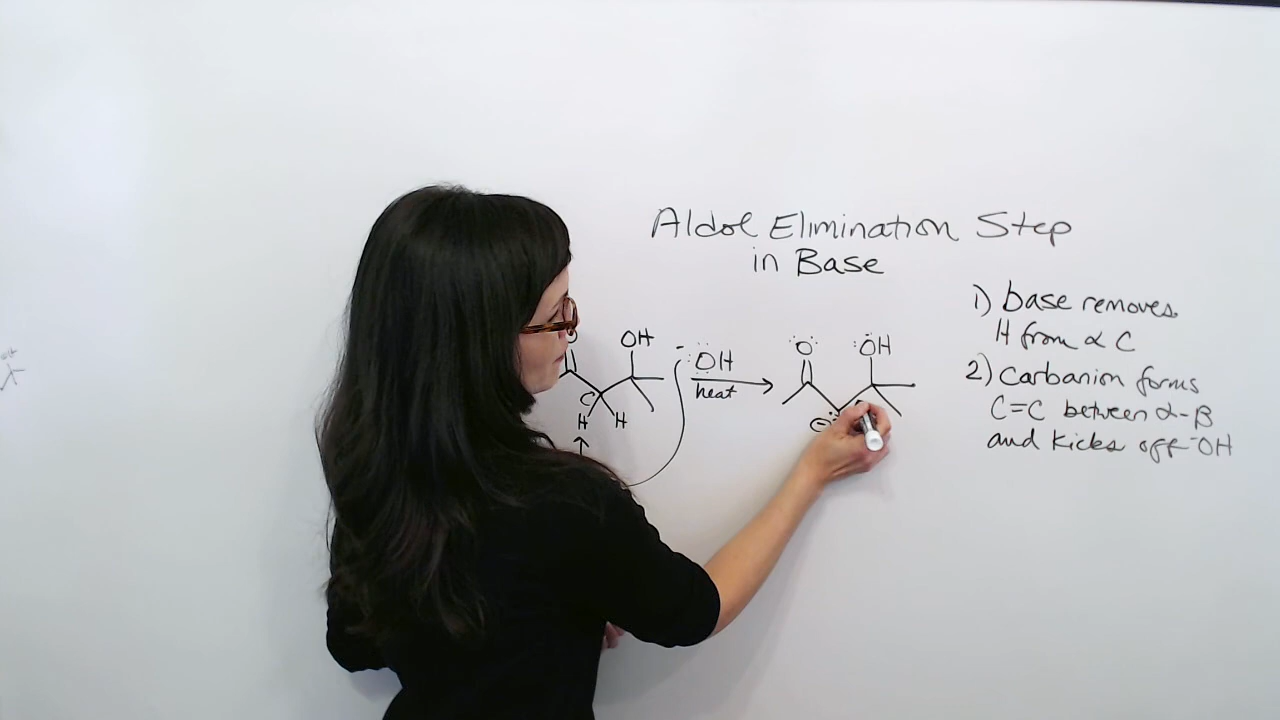 Aldol Elimination Step
in Base
1) base removes
H from α C
2) Carbanion forms
C=C between α-β
and kicks off ⁻OH
OH
C
H H
⁻:OH
heat
O
OH
⊖